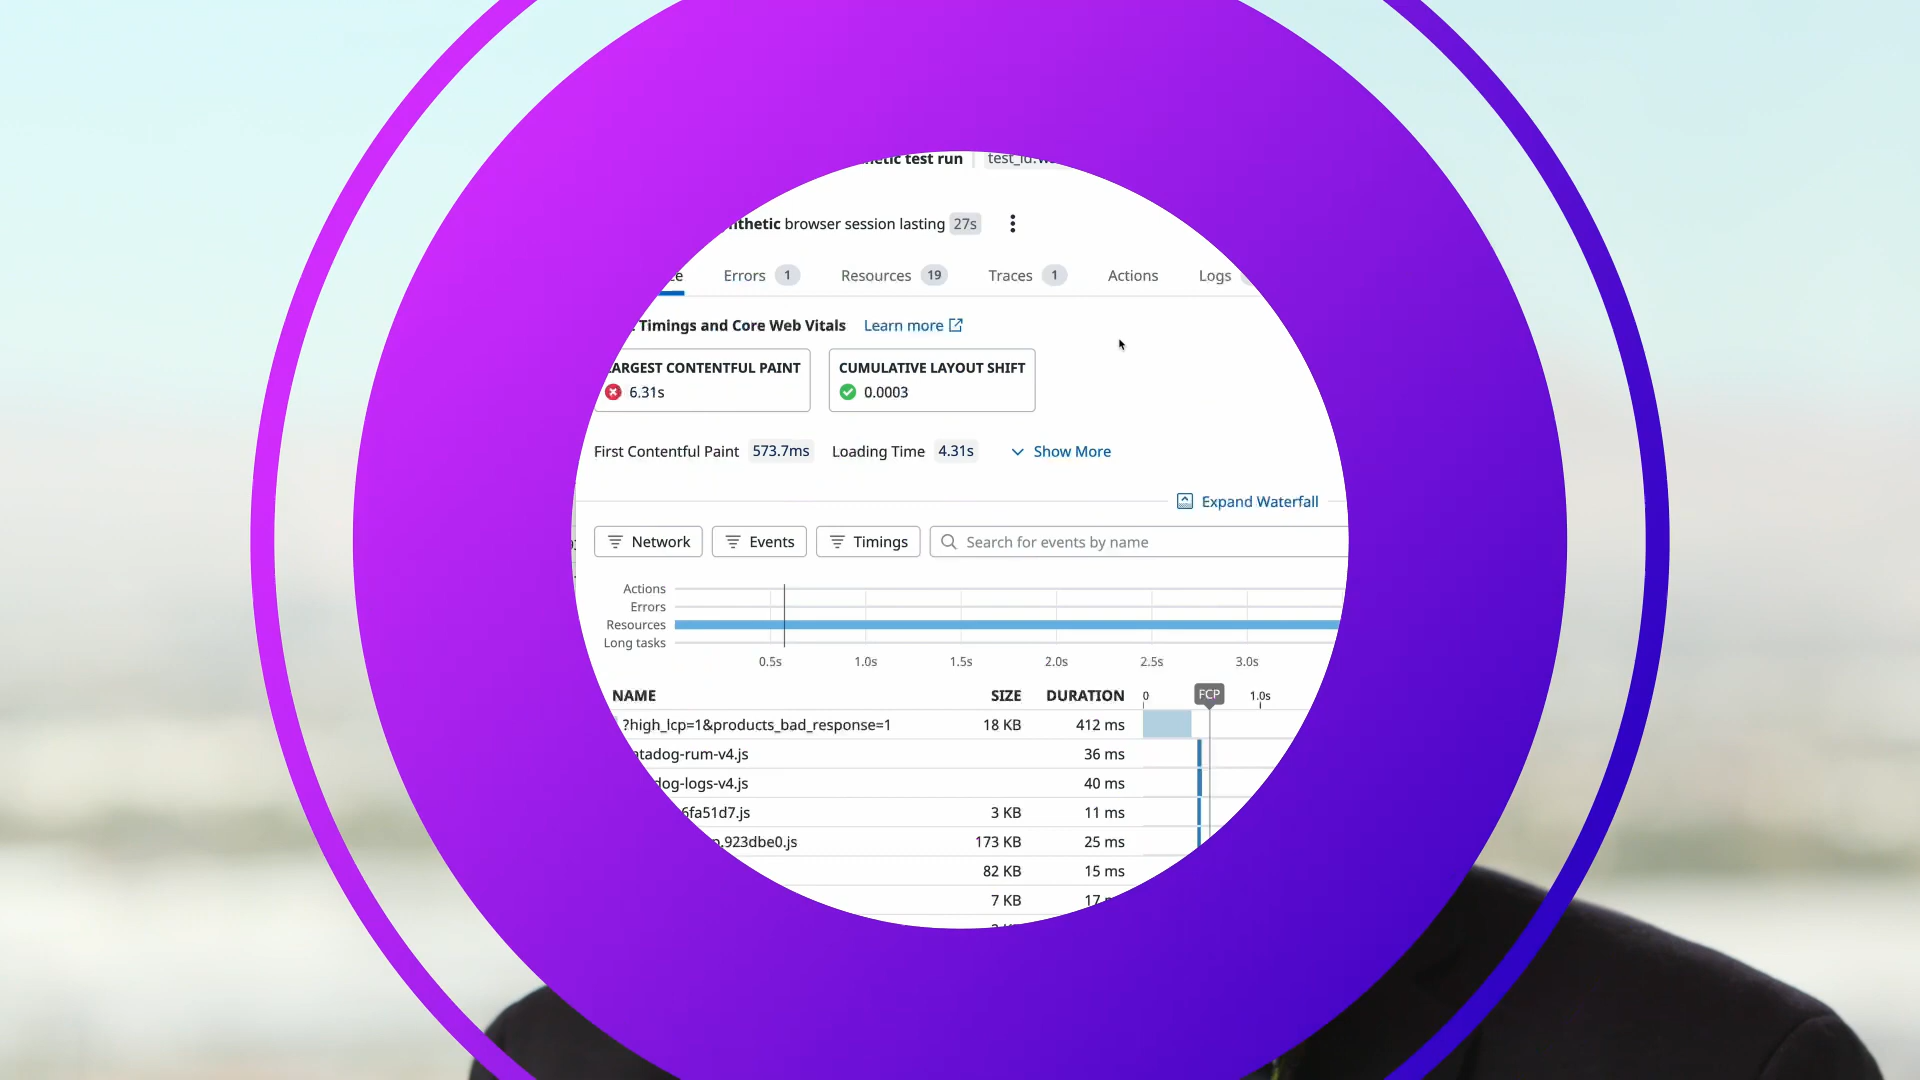 test run
browser session lasting 27s
Errors 1 Resources 19 Traces 1 Actions Logs
Timings and Core Web Vitals Learn more
LARGEST CONTENTFUL PAINT CUMULATIVE LAYOUT SHIFT
6.31s 0.0003
First Contentful Paint 573.7ms Loading Time 4.31s Show More
Expand Waterfall
Network Events Timings Search for events by name
Actions
Errors
Resources
Long tasks
0.5s 1.0s 1.5s 2.0s 2.5s 3.0s
NAME SIZE DURATION 0 FCP 1.0s
?high_lcp=1&products_bad_response=1 18 KB 412 ms
atadog-rum-v4.js 36 ms
dog-logs-v4.js 40 ms
6fa51d7.js 3 KB 11 ms
.923dbe0.js 173 KB 25 ms
82 KB 15 ms
7 KB 17